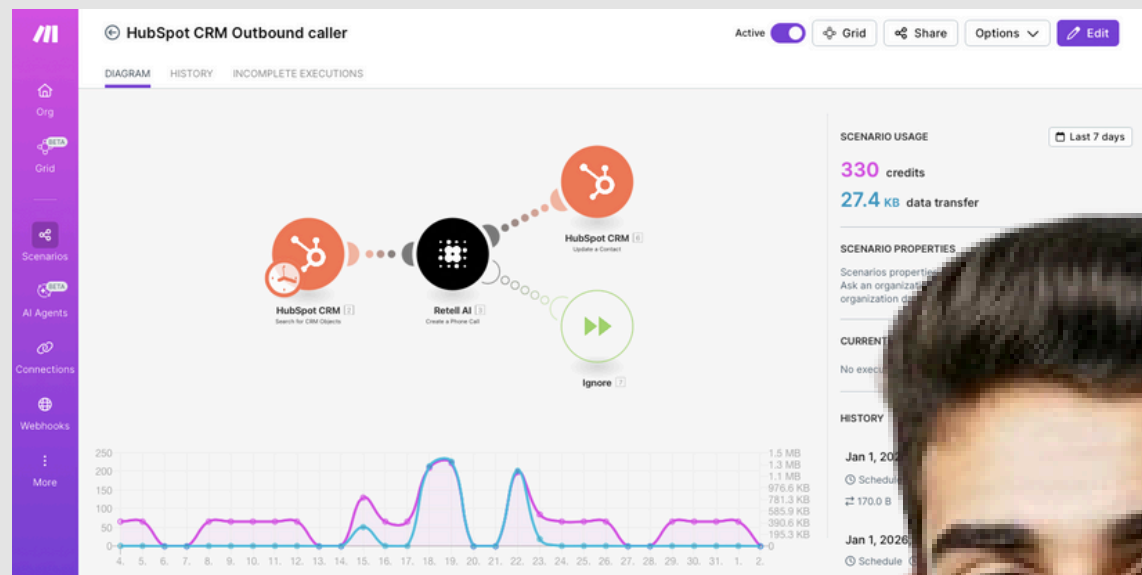 HubSpot CRM Outbound caller
Active
Grid
Share
Options
Edit
DIAGRAM
HISTORY
INCOMPLETE EXECUTIONS
Org
BETA
Grid
Scenarios
BETA
AI Agents
Connections
Webhooks
More
HubSpot CRM
Search for CRM Objects
Retell AI
Create a Phone Call
HubSpot CRM 6
Update a Contact
Ignore 7
SCENARIO USAGE
Last 7 days
330 credits
27.4 KB data transfer
SCENARIO PROPERTIES
Scenarios
Ask an
CURRENT
No
HISTORY
Jan 1,
170.0 B
Jan 1, 2026
Schedule
250
200
150
100
50
0
1.5 MB
1.3 MB
1.1 MB
976.6 KB
781.3 KB
585.9 KB
390.6 KB
195.3 KB
0
4. 5. 6. 7. 8. 9. 10. 11. 12. 13. 14. 15. 16. 17. 18. 19. 20. 21. 22. 23. 24. 25. 26. 27. 28. 29. 30. 31. 1. 2.